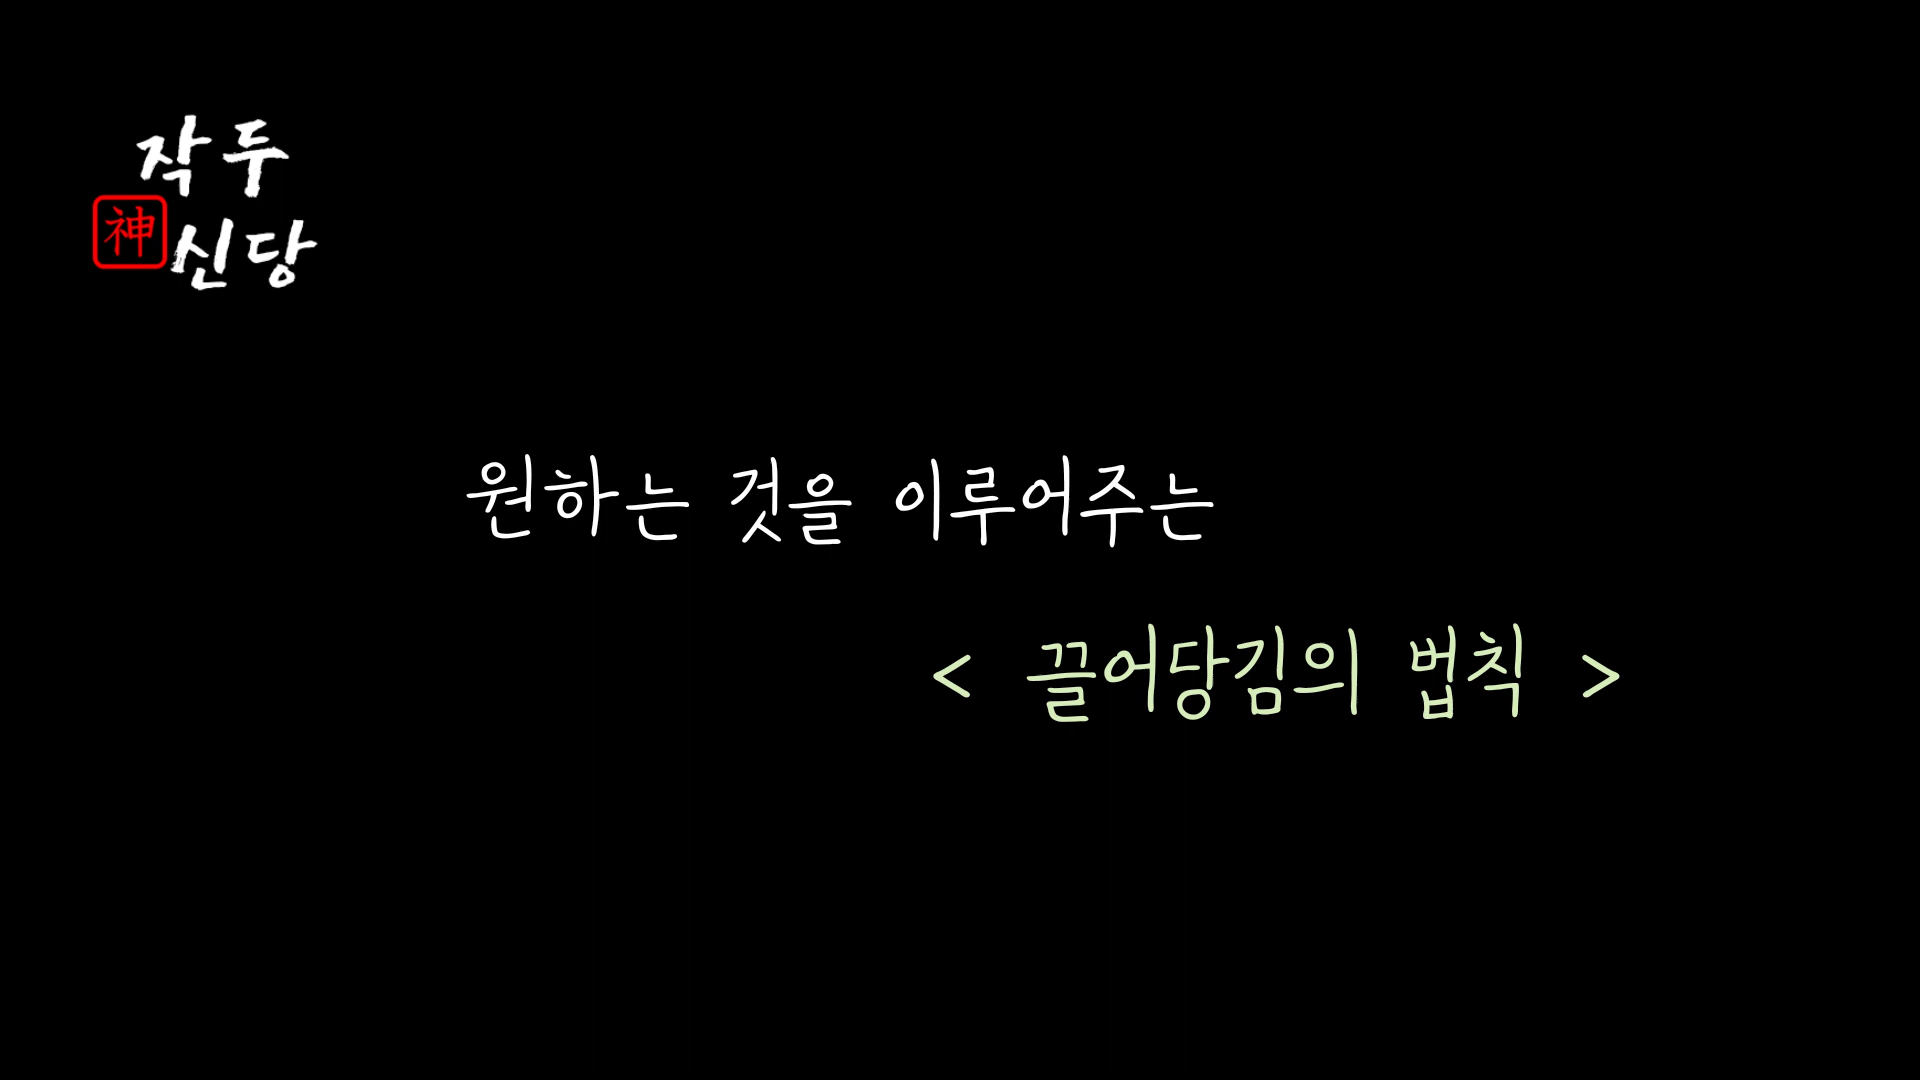 작두
神 신당
원하는 것을 이루어주는
< 끌어당김의 법칙 >